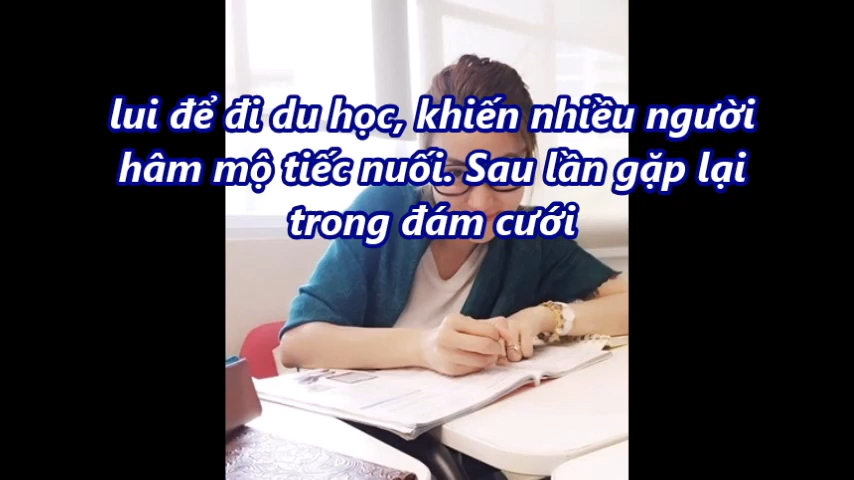 lui để đi du học, khiến nhiều người
hâm mộ tiếc nuối. Sau lần gặp lại
trong đám cưới